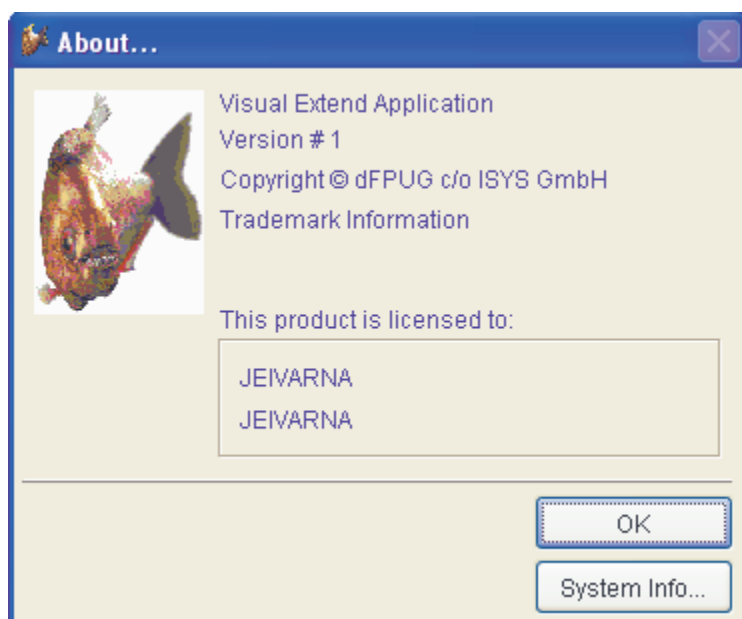 About...
Visual Extend Application
Version # 1
Copyright © dFPUG c/o ISYS GmbH
Trademark Information
This product is licensed to:
JEIVARNA
JEIVARNA
OK
System Info...